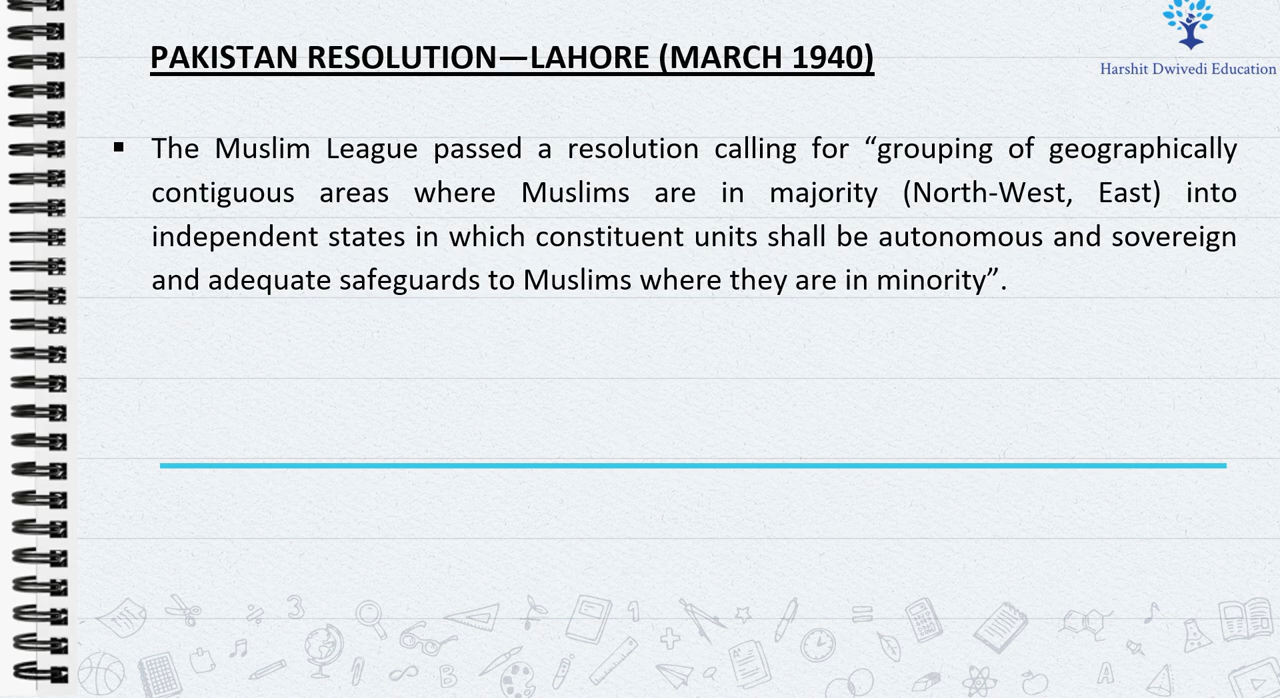 PAKISTAN RESOLUTION—LAHORE (MARCH 1940)
Harshit Dwivedi Education
▪ The Muslim League passed a resolution calling for “grouping of geographically
contiguous areas where Muslims are in majority (North-West, East) into
independent states in which constituent units shall be autonomous and sovereign
and adequate safeguards to Muslims where they are in minority”.